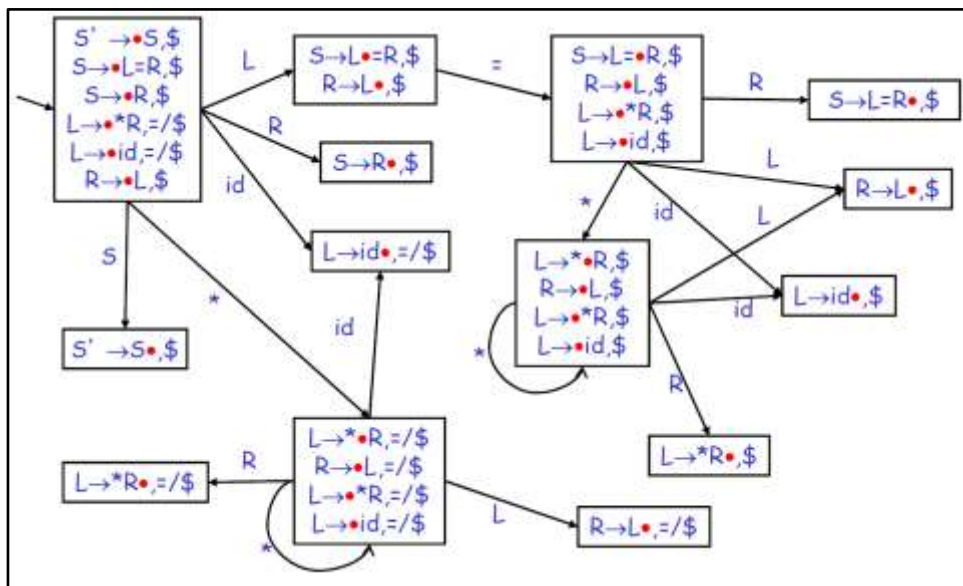 S' →•S,$
S→•L=R,$
S→•R,$
L→•*R,=/$
L→•id,=/$
R→•L,$
L
S→L•=R,$
R→L•,$
=
S→L=•R,$
R→•L,$
L→•*R,$
L→•id,$
R
S→L=R•,$
R
S→R•,$
id
L→id•,=/$
S
S' →S•,$
*
id
*
L→*•R,$
R→•L,$
L→•*R,$
L→•id,$
*
id
L
L
R→L•,$
id
L→id•,$
R
L→*R•,$
L→*•R,=/$
R→•L,=/$
L→•*R,=/$
L→•id,=/$
R
L→*R•,=/$
*
L
R→L•,=/$